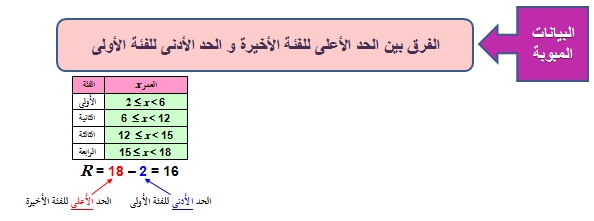 البيانات
المبوبة
الفرق بين الحد الأعلى للفئة الأخيرة و الحد الأدنى للفئة الأولى
الفئة العمر x
الأولى 2 ≤ x < 6
الثانية 6 ≤ x < 12
الثالثة 12 ≤ x < 15
الرابعة 15 ≤ x < 18
R = 18 – 2 = 16
الحد الأدنى للفئة الأولى
الحد الأعلى للفئة الأخيرة